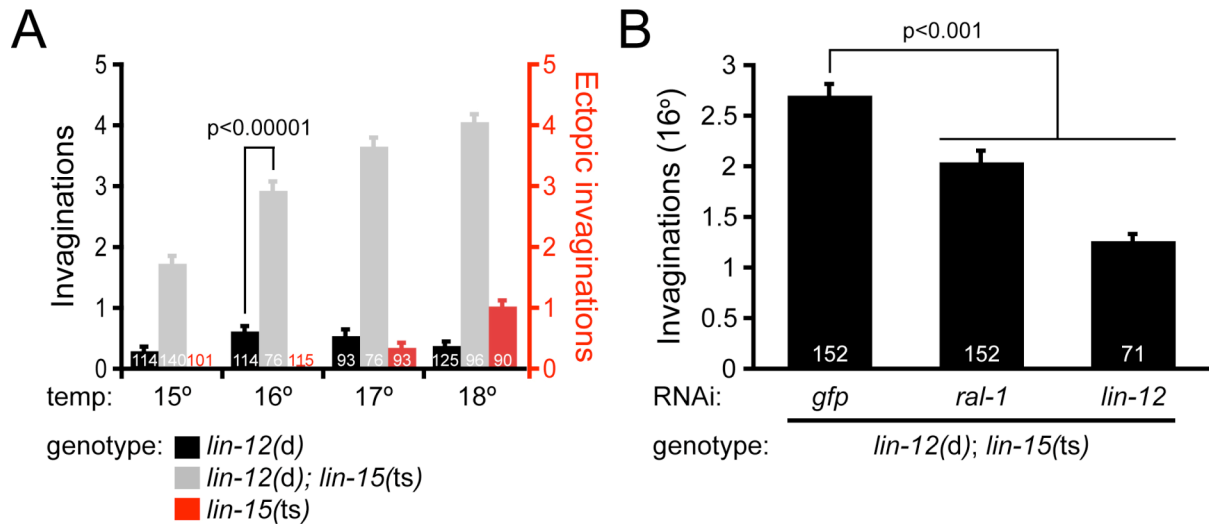 A
B
5 5
4 4
3 3
2 2
1 1
0 0
Invaginations
Ectopic invaginations
p<0.00001
114 140 101 114 76 115 93 76 93 125 96 90
temp: 15º 16º 17º 18º
genotype: lin-12(d)
lin-12(d); lin-15(ts)
lin-15(ts)
p<0.001
3
2.5
2
1.5
1
0.5
0
Invaginations (16º)
152 152 71
RNAi: gfp ral-1 lin-12
genotype: lin-12(d); lin-15(ts)